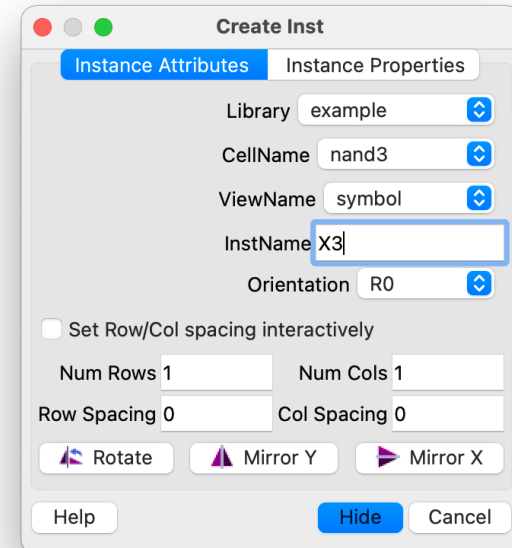 Create Inst
Instance Attributes Instance Properties
Library example
CellName nand3
ViewName symbol
InstName X3
Orientation R0
Set Row/Col spacing interactively
Num Rows 1 Num Cols 1
Row Spacing 0 Col Spacing 0
Rotate Mirror Y Mirror X
Help Hide Cancel